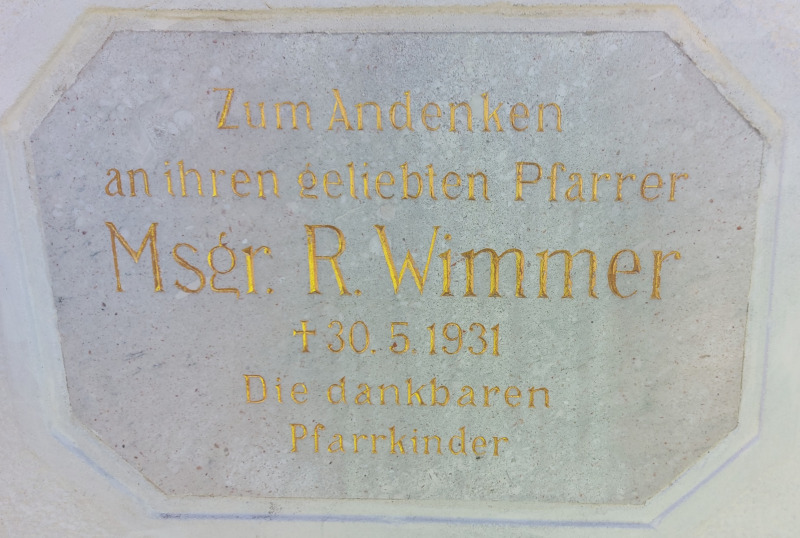 Zum Andenken
an ihren geliebten Pfarrer
Msgr. R. Wimmer
✝ 30. 5. 1931
Die dankbaren
Pfarrkinder